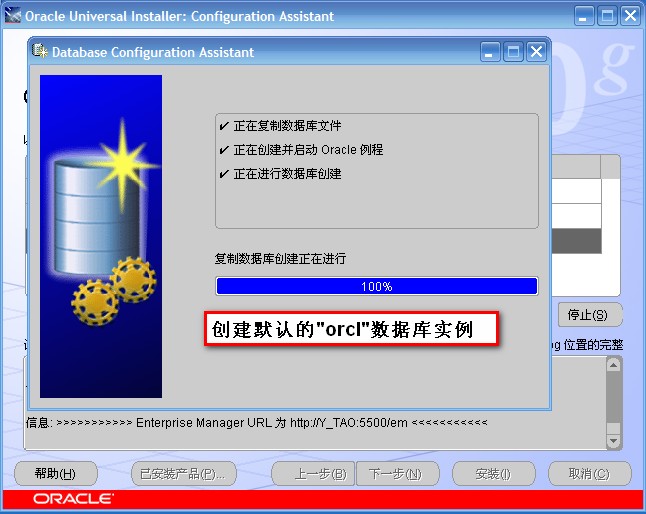 Oracle Universal Installer: Configuration Assistant
Database Configuration Assistant
正在复制数据库文件
正在创建并启动 Oracle 例程
正在进行数据库创建
复制数据库创建正在进行
100%
创建默认的"orcl"数据库实例
停止(S)
位置的完整
信息: >>>>>>>>>>> Enterprise Manager URL 为 http://Y_TAO:5500/em <<<<<<<<<<<
帮助(H)
已安装产品(P)...
上一步(B)
下一步(N)
安装(I)
取消(C)
ORACLE